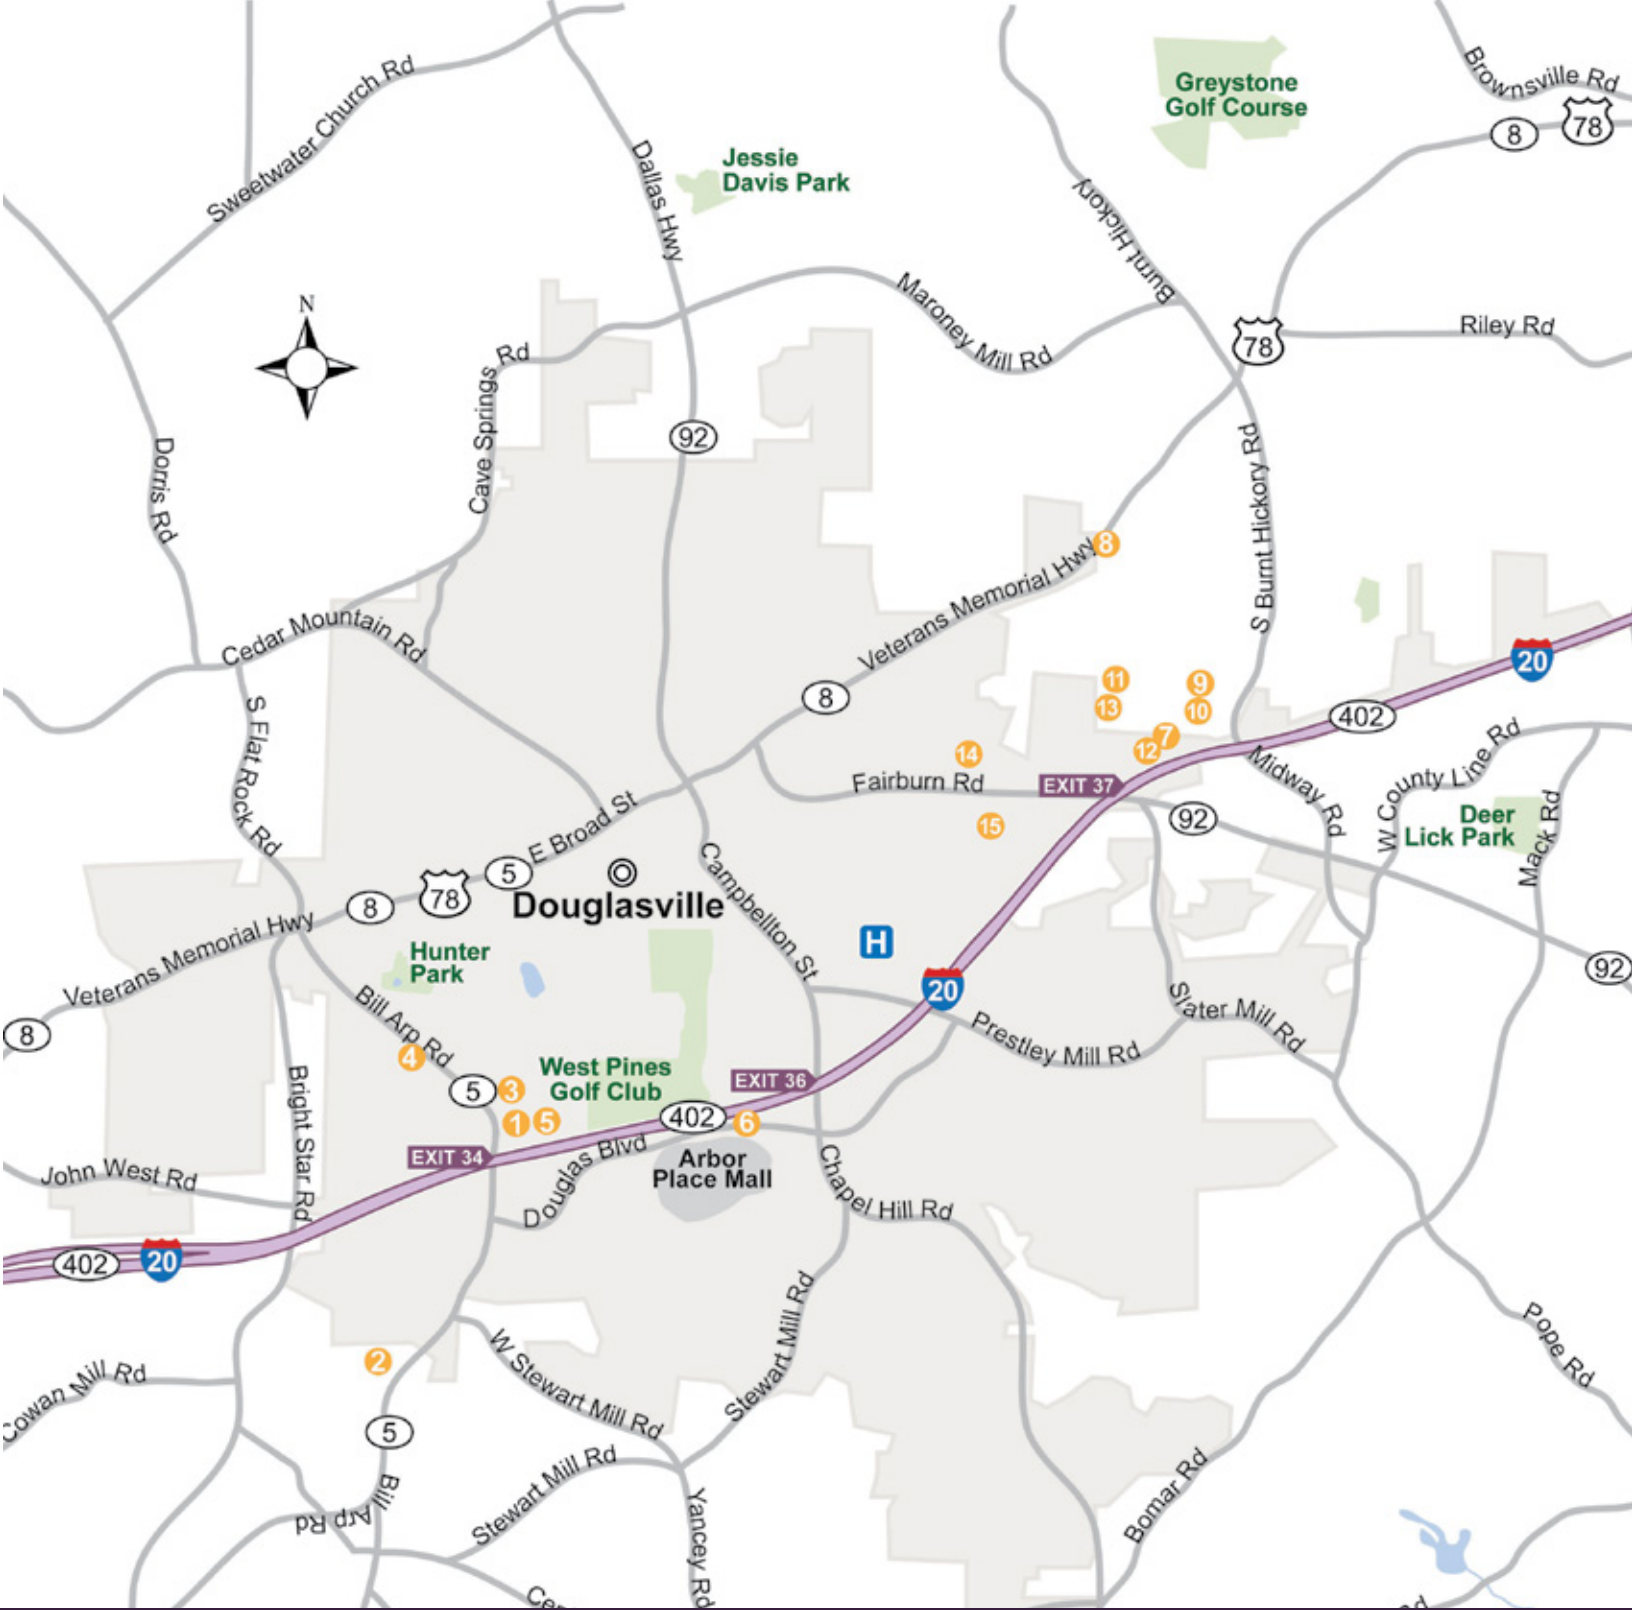 Sweetwater Church Rd
Dallas Hwy
Jessie
Davis Park
Greystone
Golf Course
Brownsville Rd
8
78
Burnt Hickory
N
Maroney Mill Rd
78
Riley Rd
Cave Springs Rd
92
Dorris Rd
S Burnt Hickory Rd
8
Veterans Memorial Hwy
Cedar Mountain Rd
20
11
9
13
10
8
402
S Flat Rock Rd
7
12
14
W County Line Rd
Midway Rd
Fairburn Rd
EXIT 37
92
15
Deer
Lick Park
Mack Rd
E Broad St
5
78
8
Douglasville
Campbellton St
Veterans Memorial Hwy
H
Hunter
Park
92
20
8
Bill Arp Rd
4
Slater Mill Rd
Prestley Mill Rd
West Pines
Golf Club
EXIT 36
5
3
1
5
402
6
Bright Star Rd
EXIT 34
Douglas Blvd
Arbor
Place Mall
John West Rd
Chapel Hill Rd
402
20
Stewart Mill Rd
2
W Stewart Mill Rd
Pope Rd
Cowan Mill Rd
5
Stewart Mill Rd
Bill Arp Rd
Yancey Rd
Bomar Rd